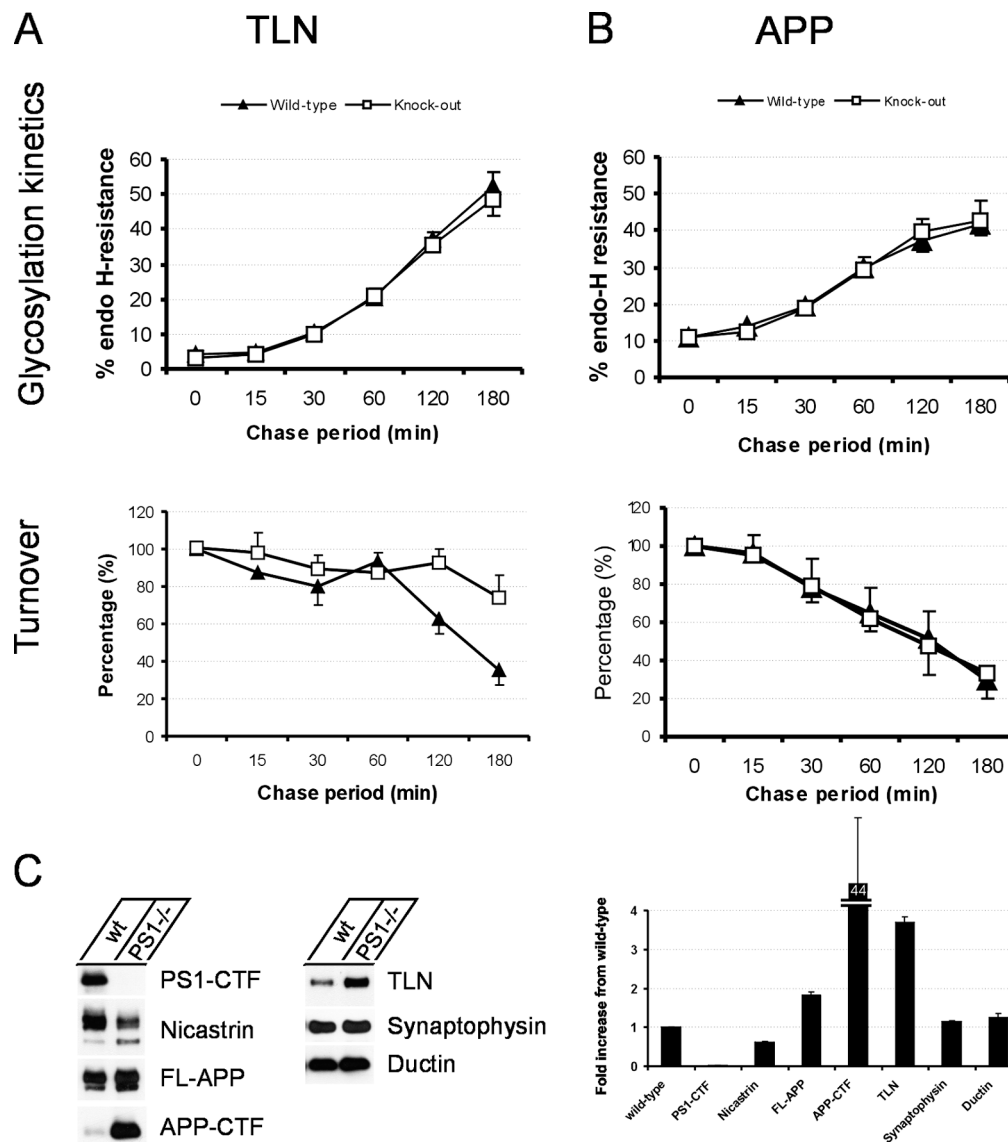 A
TLN
B
APP
Glycosylation kinetics
Wild-type
Knock-out
% endo H-resistance
60
50
40
30
20
10
0
0 15 30 60 120 180
Chase period (min)
Wild-type
Knock-out
% endo-H resistance
60
50
40
30
20
10
0
0 15 30 60 120 180
Chase period (min)
Turnover
Percentage (%)
120
100
80
60
40
20
0
0 15 30 60 120 180
Chase period (min)
Percentage (%)
120
100
80
60
40
20
0
0 15 30 60 120 180
Chase period (min)
C
wt
PS1-/-
PS1-CTF
Nicastrin
FL-APP
APP-CTF
wt
PS1-/-
TLN
Synaptophysin
Ductin
Fold increase from wild-type
44
4
3
2
1
0
wild-type
PS1-CTF
Nicastrin
FL-APP
APP-CTF
TLN
Synaptophysin
Ductin